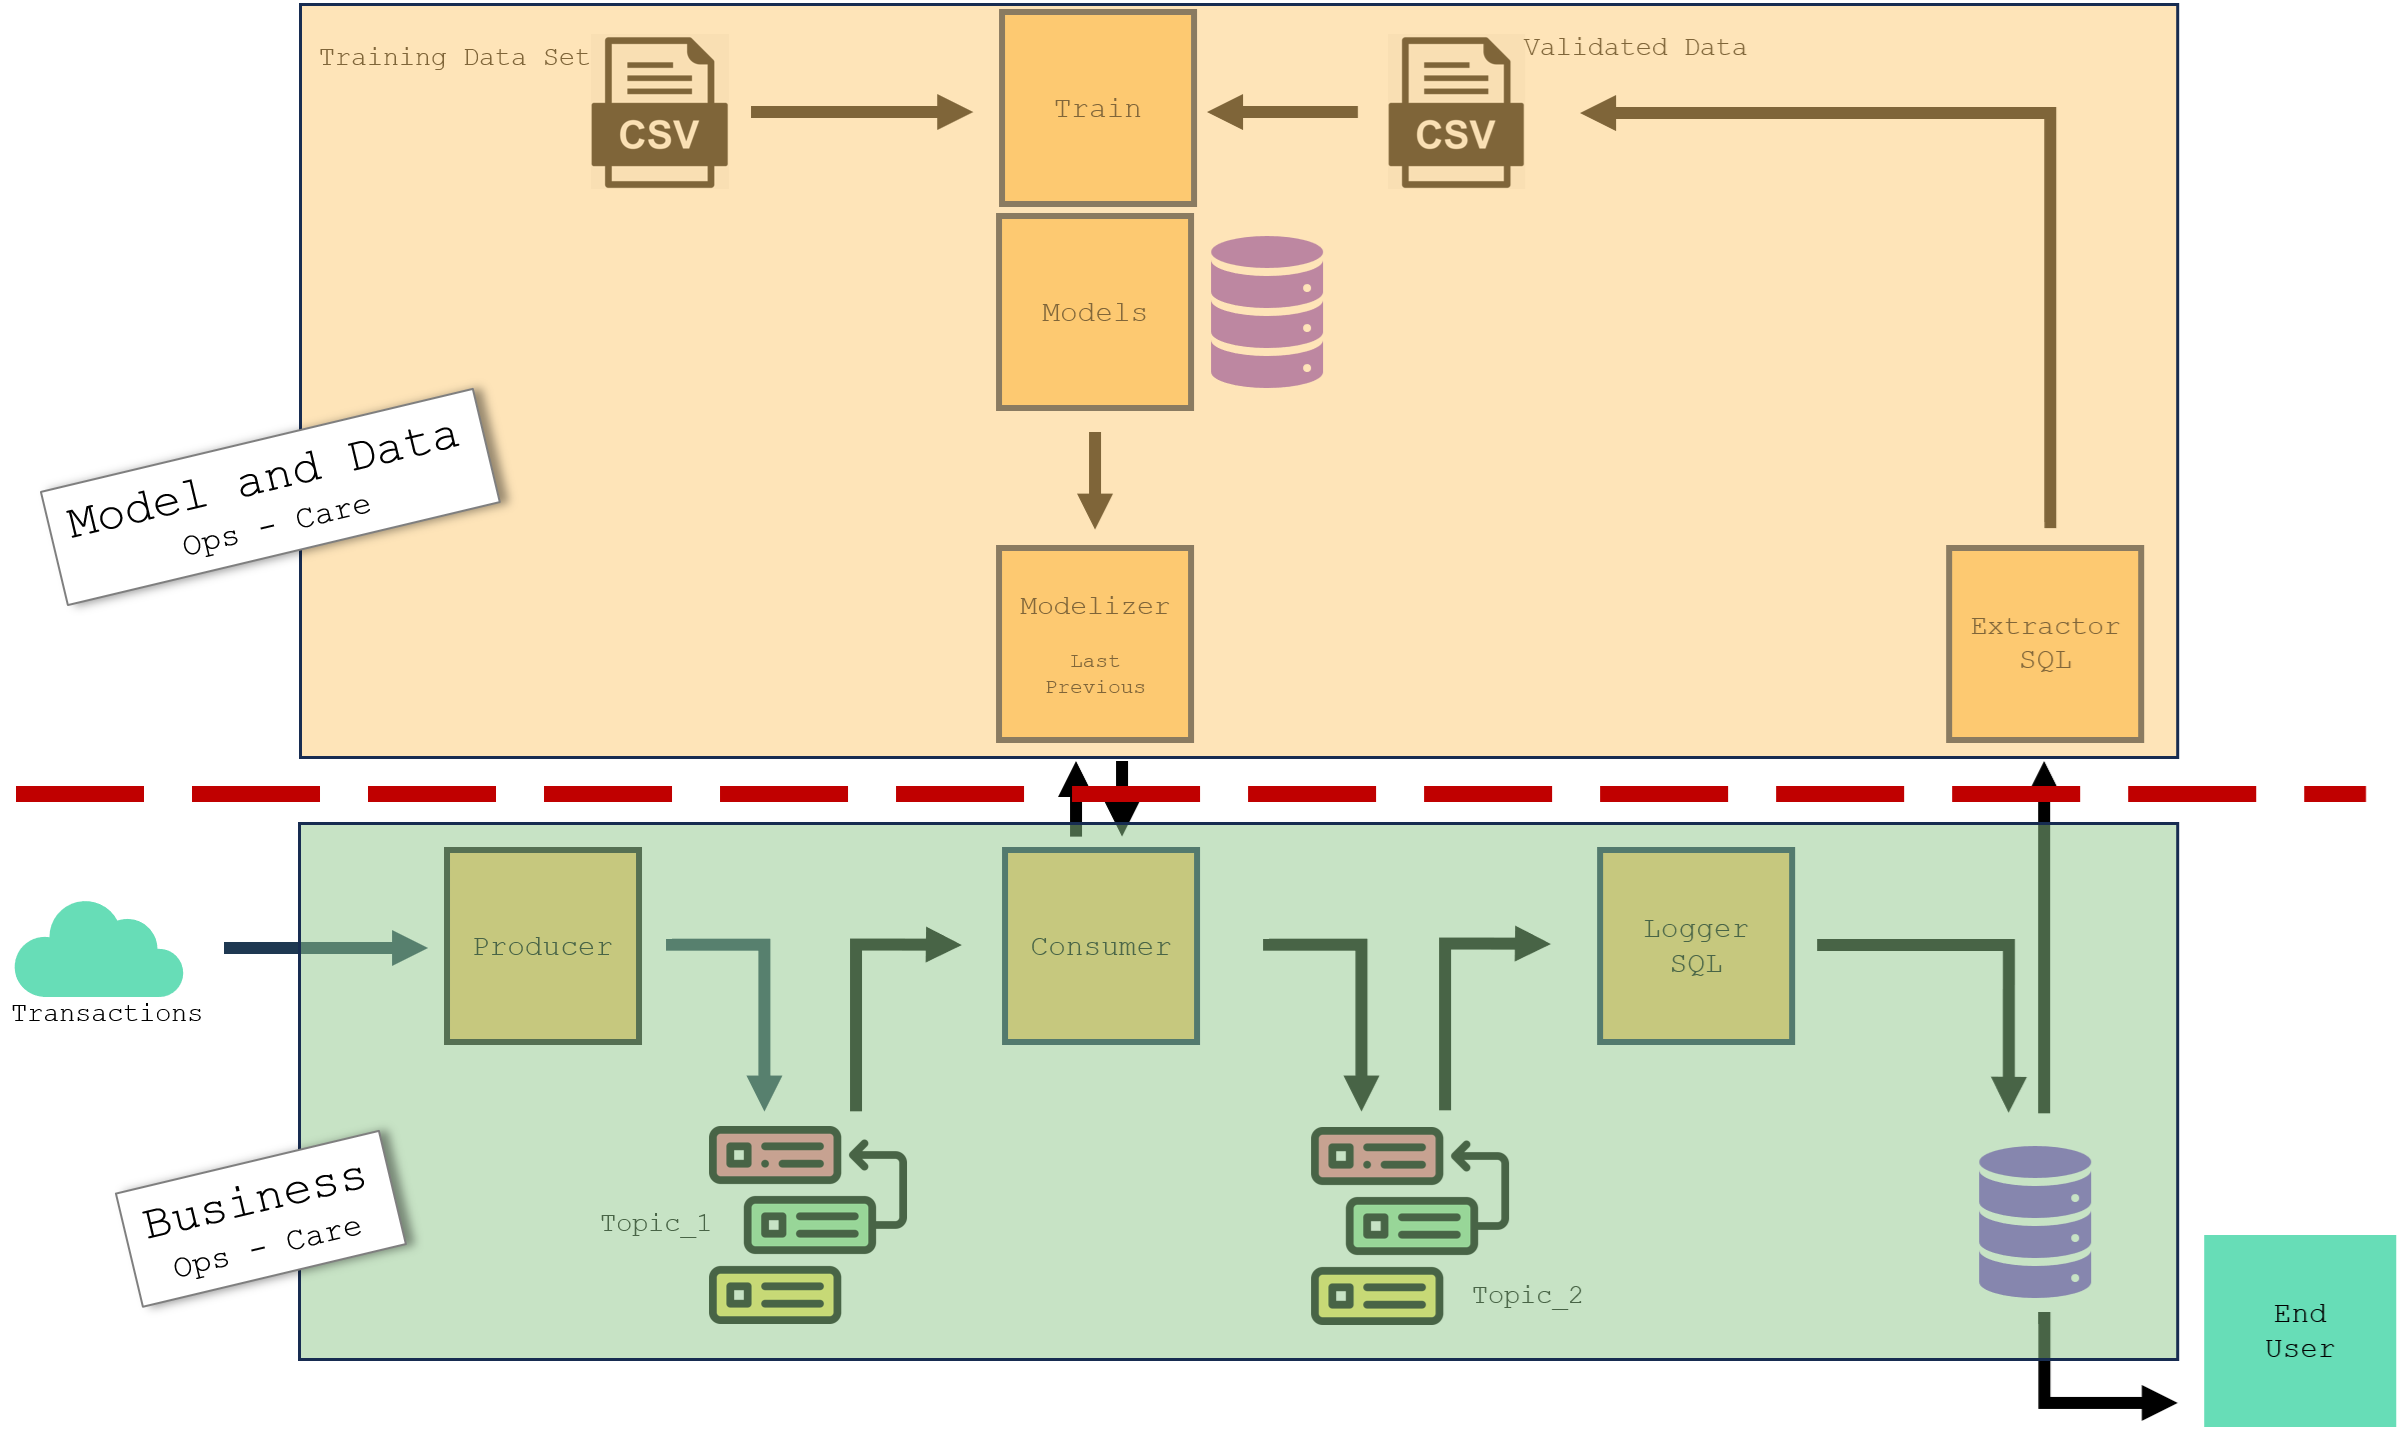 Training Data Set
CSV
Train
CSV
Validated Data
Models
Model and Data
Ops - Care
Modelizer
Last
Previous
Extractor
SQL
Transactions
Producer
Consumer
Logger
SQL
Business
Ops - Care
Topic_1
Topic_2
End
User